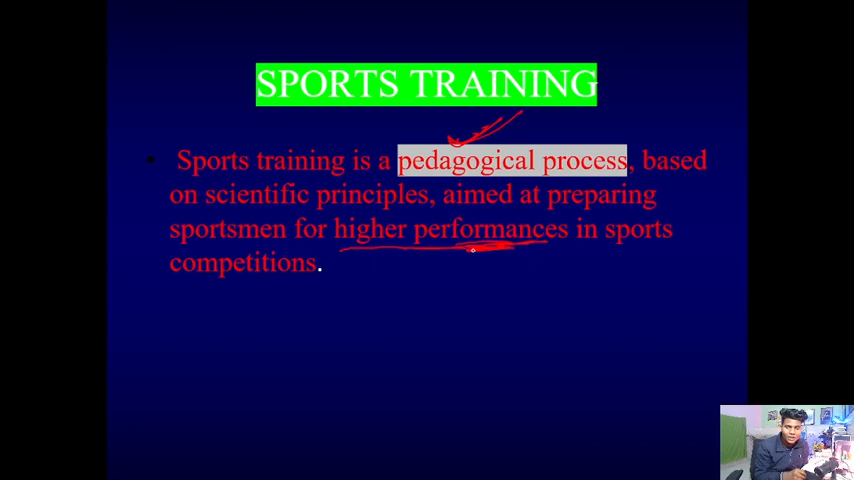 SPORTS TRAINING
• Sports training is a pedagogical process, based
on scientific principles, aimed at preparing
sportsmen for higher performances in sports
competitions.